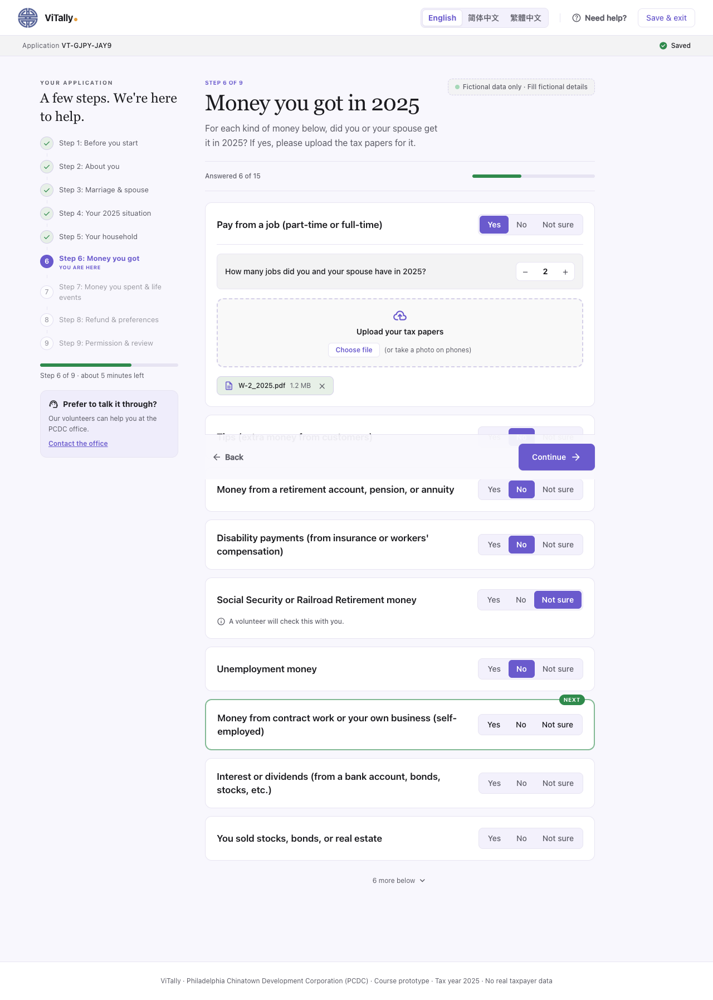 ViTally
English 简体中文 繁體中文
Need help?
Save & exit
Application VT-GJPY-JAY9
Saved
YOUR APPLICATION
A few steps. We're here
to help.
Step 1: Before you start
Step 2: About you
Step 3: Marriage & spouse
Step 4: Your 2025 situation
Step 5: Your household
6 Step 6: Money you got
YOU ARE HERE
7 Step 7: Money you spent & life
events
8 Step 8: Refund & preferences
9 Step 9: Permission & review
Step 6 of 9 · about 5 minutes left
Prefer to talk it through?
Our volunteers can help you at the
PCDC office.
Contact the office
STEP 6 OF 9
Fictional data only · Fill fictional details
Money you got in 2025
For each kind of money below, did you or your spouse get
it in 2025? If yes, please upload the tax papers for it.
Answered 6 of 15
Pay from a job (part-time or full-time)
Yes No Not sure
How many jobs did you and your spouse have in 2025?
− 2 +
Upload your tax papers
Choose file (or take a photo on phones)
W-2_2025.pdf 1.2 MB
Tips (extra money from customers)
Yes No Not sure
Back
Continue
Money from a retirement account, pension, or annuity
Yes No Not sure
Disability payments (from insurance or workers'
compensation)
Yes No Not sure
Social Security or Railroad Retirement money
Yes No Not sure
A volunteer will check this with you.
Unemployment money
Yes No Not sure
NEXT
Money from contract work or your own business (self-
employed)
Yes No Not sure
Interest or dividends (from a bank account, bonds,
stocks, etc.)
Yes No Not sure
You sold stocks, bonds, or real estate
Yes No Not sure
6 more below
ViTally · Philadelphia Chinatown Development Corporation (PCDC) · Course prototype · Tax year 2025 · No real taxpayer data